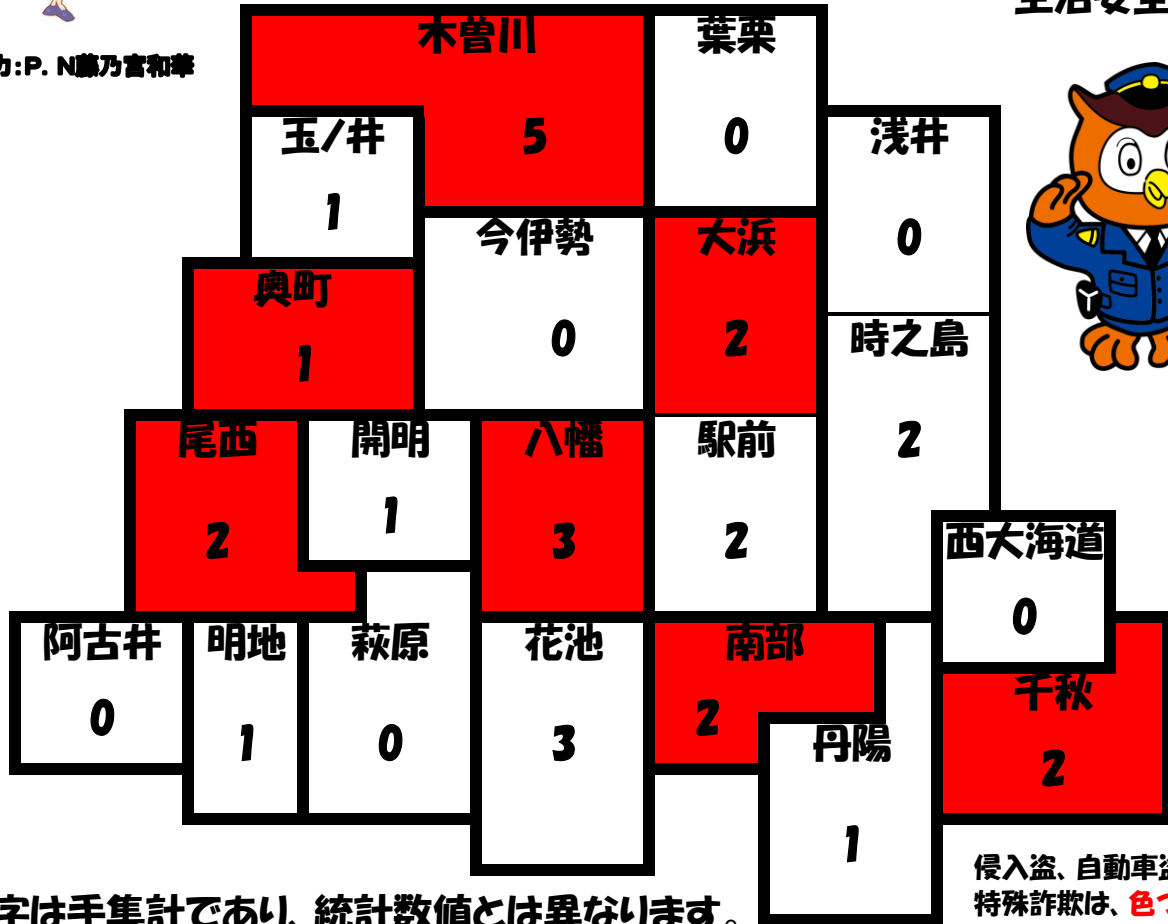 力:P. N藤乃宮和華
木曽川
5
葉栗
0
玉ノ井
1
浅井
0
今伊勢
0
大浜
2
奥町
1
時之島
2
尾西
2
開明
1
八幡
3
駅前
2
西大海道
0
阿古井
0
明地
1
萩原
0
花池
3
南部
2
丹陽
1
千秋
2
侵入盗、自動車盗
特殊詐欺は、色
字は手集計であり、統計数値とは異なります。